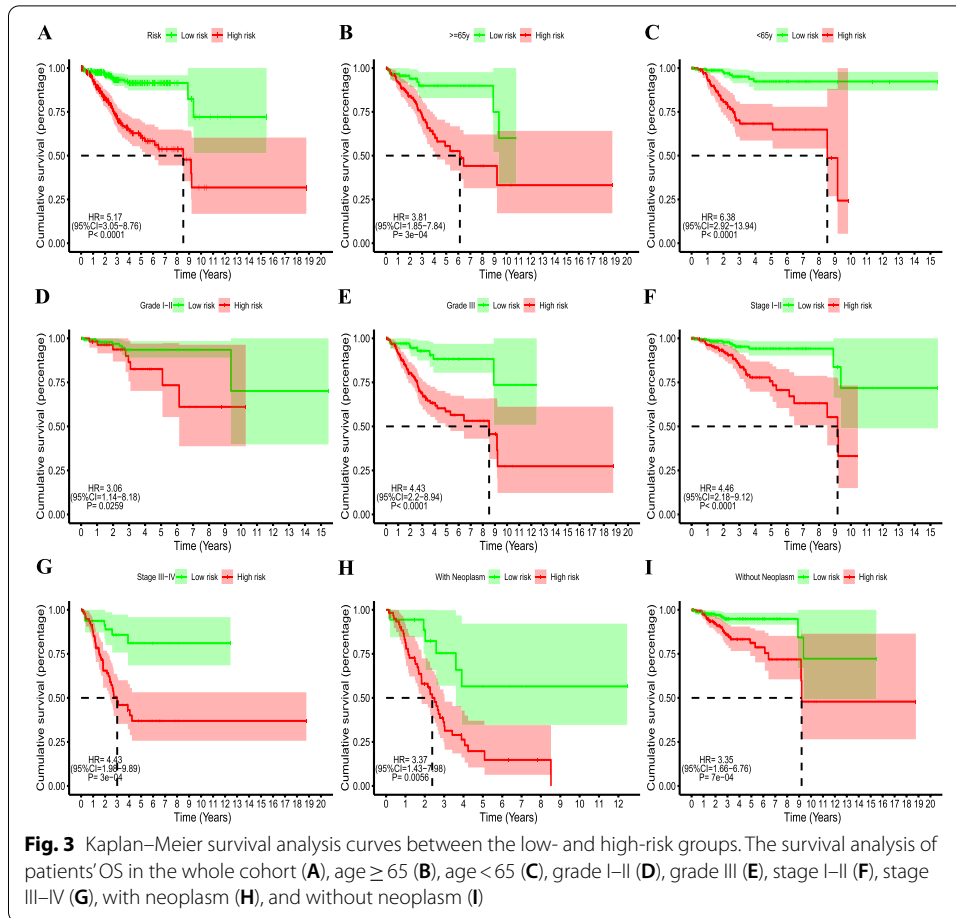 A
Risk Low risk High risk
Cumulative survival (percentage)
1.00
0.75
0.50
0.25
0.00
HR= 5.17
(95%CI=3.05−8.76)
P< 0.0001
0 1 2 3 4 5 6 7 8 9 10 11 12 13 14 15 16 17 18 19 20
Time (Years)
B
>=65y Low risk High risk
Cumulative survival (percentage)
1.00
0.75
0.50
0.25
0.00
HR= 3.81
(95%CI=1.85−7.84)
P= 3e−04
0 1 2 3 4 5 6 7 8 9 10 11 12 13 14 15 16 17 18 19 20
Time (Years)
C
<65y Low risk High risk
Cumulative survival (percentage)
1.00
0.75
0.50
0.25
0.00
HR= 6.38
(95%CI=2.92−13.94)
P< 0.0001
0 1 2 3 4 5 6 7 8 9 10 11 12 13 14 15
Time (Years)
D
Grade I−II Low risk High risk
Cumulative survival (percentage)
1.00
0.75
0.50
0.25
0.00
HR= 3.06
(95%CI=1.14−8.18)
P= 0.0259
0 1 2 3 4 5 6 7 8 9 10 11 12 13 14 15
Time (Years)
E
Grade III Low risk High risk
Cumulative survival (percentage)
1.00
0.75
0.50
0.25
0.00
HR= 4.43
(95%CI=2.2−8.94)
P< 0.0001
0 1 2 3 4 5 6 7 8 9 10 11 12 13 14 15 16 17 18 19 20
Time (Years)
F
Stage I−II Low risk High risk
Cumulative survival (percentage)
1.00
0.75
0.50
0.25
0.00
HR= 4.46
(95%CI=2.18−9.12)
P< 0.0001
0 1 2 3 4 5 6 7 8 9 10 11 12 13 14 15
Time (Years)
G
Stage III−IV Low risk High risk
Cumulative survival (percentage)
1.00
0.75
0.50
0.25
0.00
HR= 4.43
(95%CI=1.98−9.89)
P= 3e−04
0 1 2 3 4 5 6 7 8 9 10 11 12 13 14 15 16 17 18 19 20
Time (Years)
H
With Neoplasm Low risk High risk
Cumulative survival (percentage)
1.00
0.75
0.50
0.25
0.00
HR= 3.37
(95%CI=1.43−7.98)
P= 0.0056
0 1 2 3 4 5 6 7 8 9 10 11 12
Time (Years)
I
Without Neoplasm Low risk High risk
Cumulative survival (percentage)
1.00
0.75
0.50
0.25
0.00
HR= 3.35
(95%CI=1.66−6.76)
P= 7e−04
0 1 2 3 4 5 6 7 8 9 10 11 12 13 14 15 16 17 18 19 20
Time (Years)
Fig. 3 Kaplan–Meier survival analysis curves between the low- and high-risk groups. The survival analysis of
patients' OS in the whole cohort (A), age ≥ 65 (B), age < 65 (C), grade I–II (D), grade III (E), stage I–II (F), stage
III–IV (G), with neoplasm (H), and without neoplasm (I)